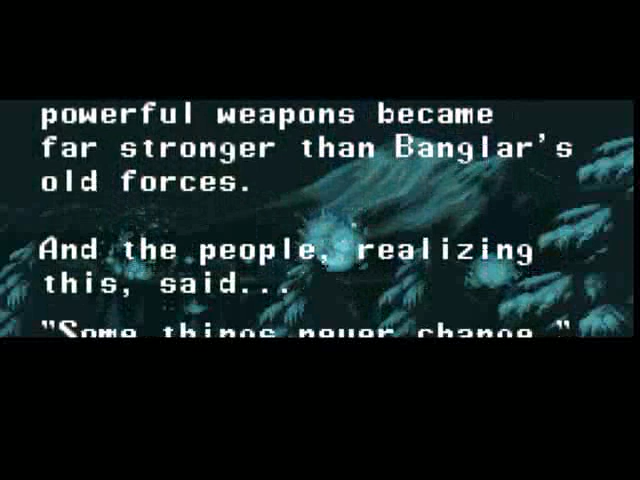 powerful weapons became
far stronger than Banglar's
old forces.
And the people, realizing
this, said...
"Some things never change."